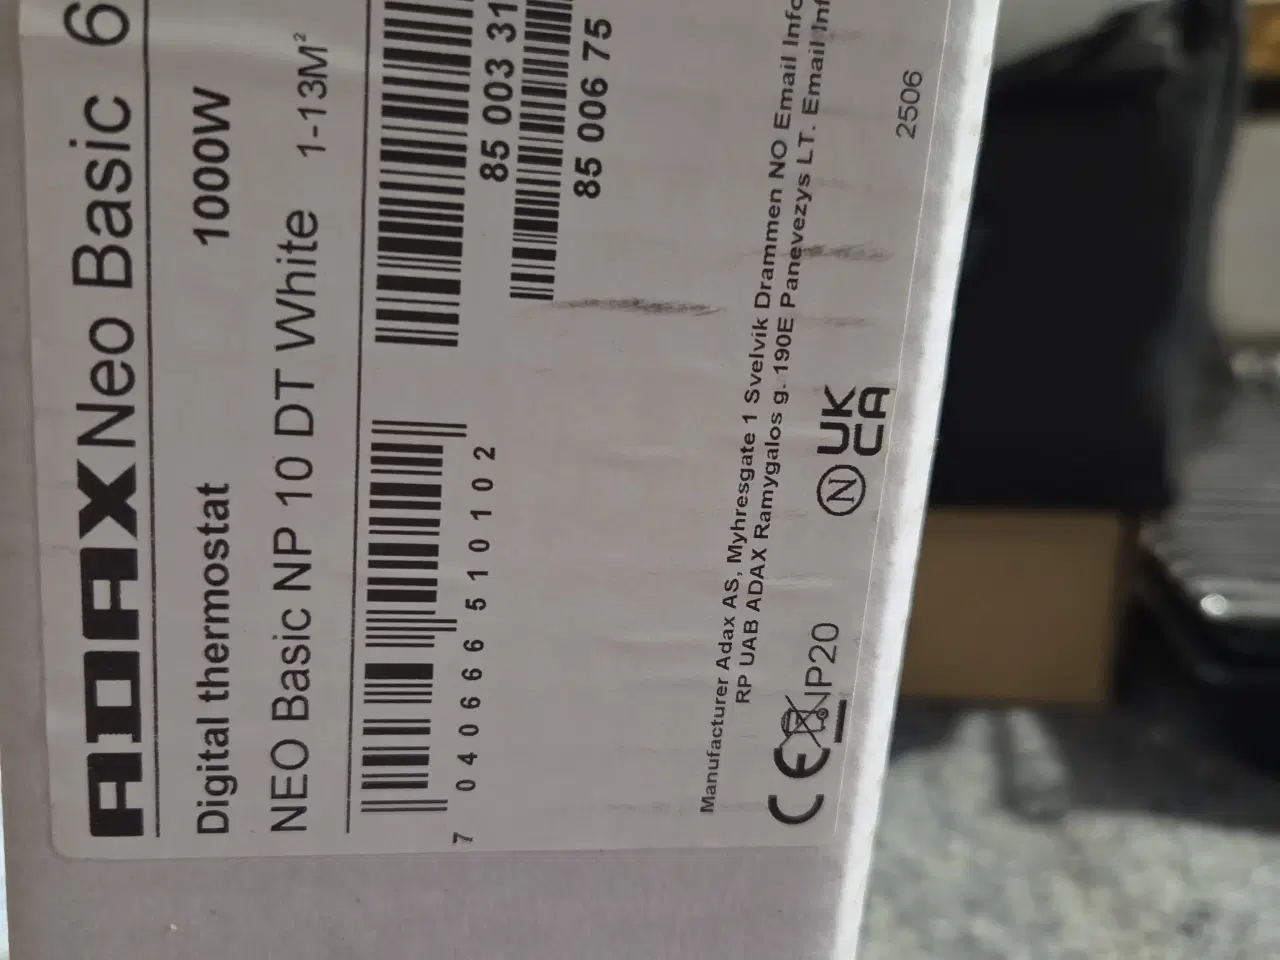 ADAX Neo Basic 6
Digital thermostat 1000W
NEO Basic NP 10 DT White 1-13M²
7 040666 510102
85 003 31
85 006 75
Manufacturer Adax AS, Myhresgate 1 Svelvik Drammen NO Email Info
RP UAB ADAX Ramygalos g. 190E Panevezys LT. Email Inf
CE IP20 N UK CA
2506